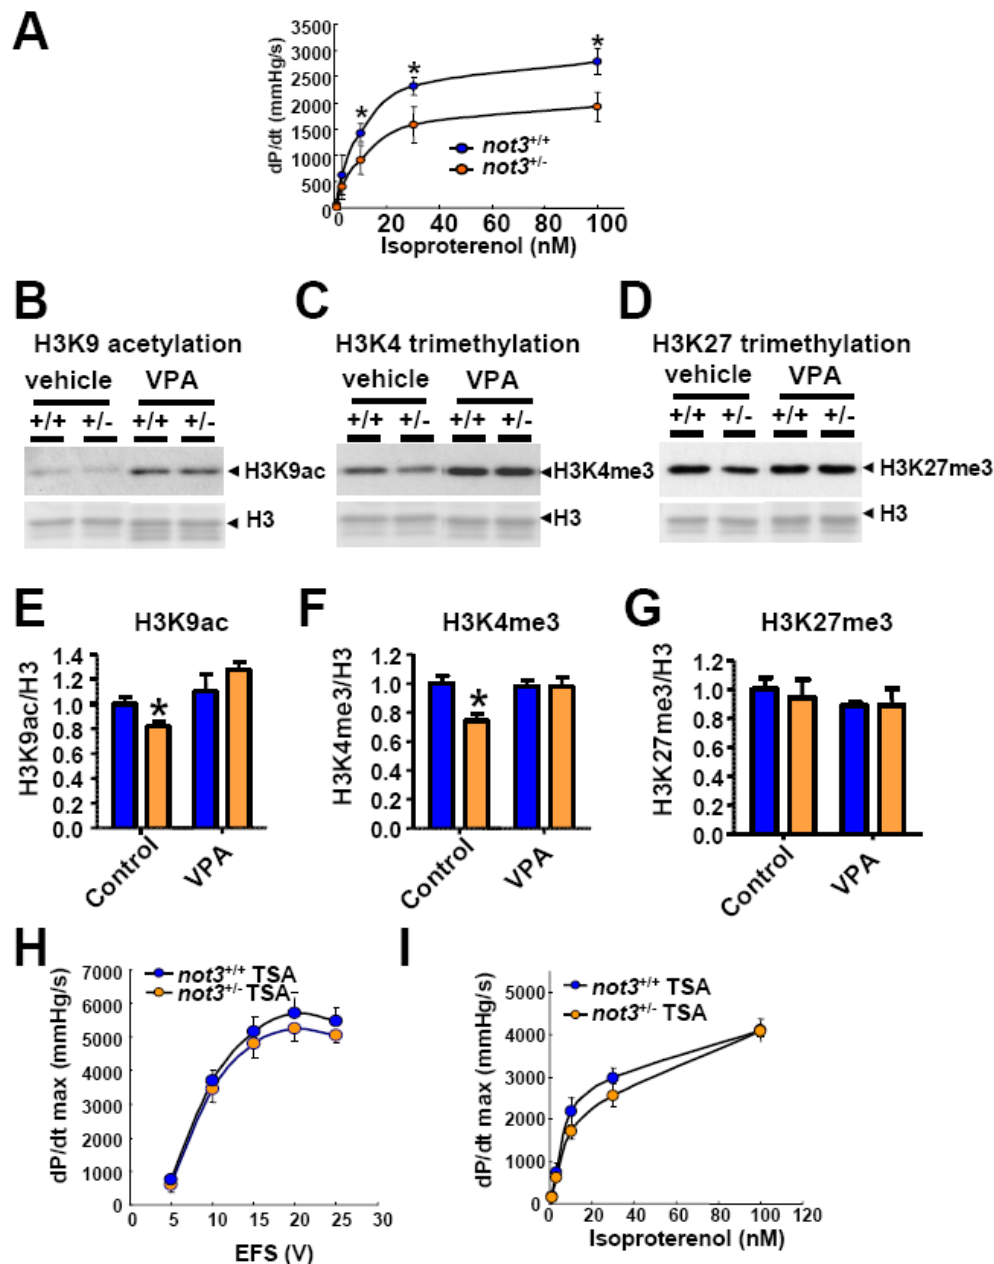 A
dP/dt (mmHg/s)
3500
3000
2500
2000
1500
1000
500
0
* * *
not3+/+
not3+/-
0 20 40 60 80 100
Isoproterenol (nM)
B
H3K9 acetylation
vehicle VPA
+/+ +/- +/+ +/-
H3K9ac
H3
C
H3K4 trimethylation
vehicle VPA
+/+ +/- +/+ +/-
H3K4me3
H3
D
H3K27 trimethylation
vehicle VPA
+/+ +/- +/+ +/-
H3K27me3
H3
E
H3K9ac
H3K9ac/H3
1.4
1.2
1.0
0.8
0.6
0.4
0.2
0.0
*
Control VPA
F
H3K4me3
H3K4me3/H3
1.2
1.0
0.8
0.6
0.4
0.2
0.0
*
Control VPA
G
H3K27me3
H3K27me3/H3
1.2
1.0
0.8
0.6
0.4
0.2
0.0
Control VPA
H
dP/dt max (mmHg/s)
7000
6000
5000
4000
3000
2000
1000
0
not3+/+ TSA
not3+/- TSA
0 5 10 15 20 25 30
EFS (V)
I
dP/dt max (mmHg/s)
5000
4000
3000
2000
1000
0
not3+/+ TSA
not3+/- TSA
0 20 40 60 80 100 120
Isoproterenol (nM)